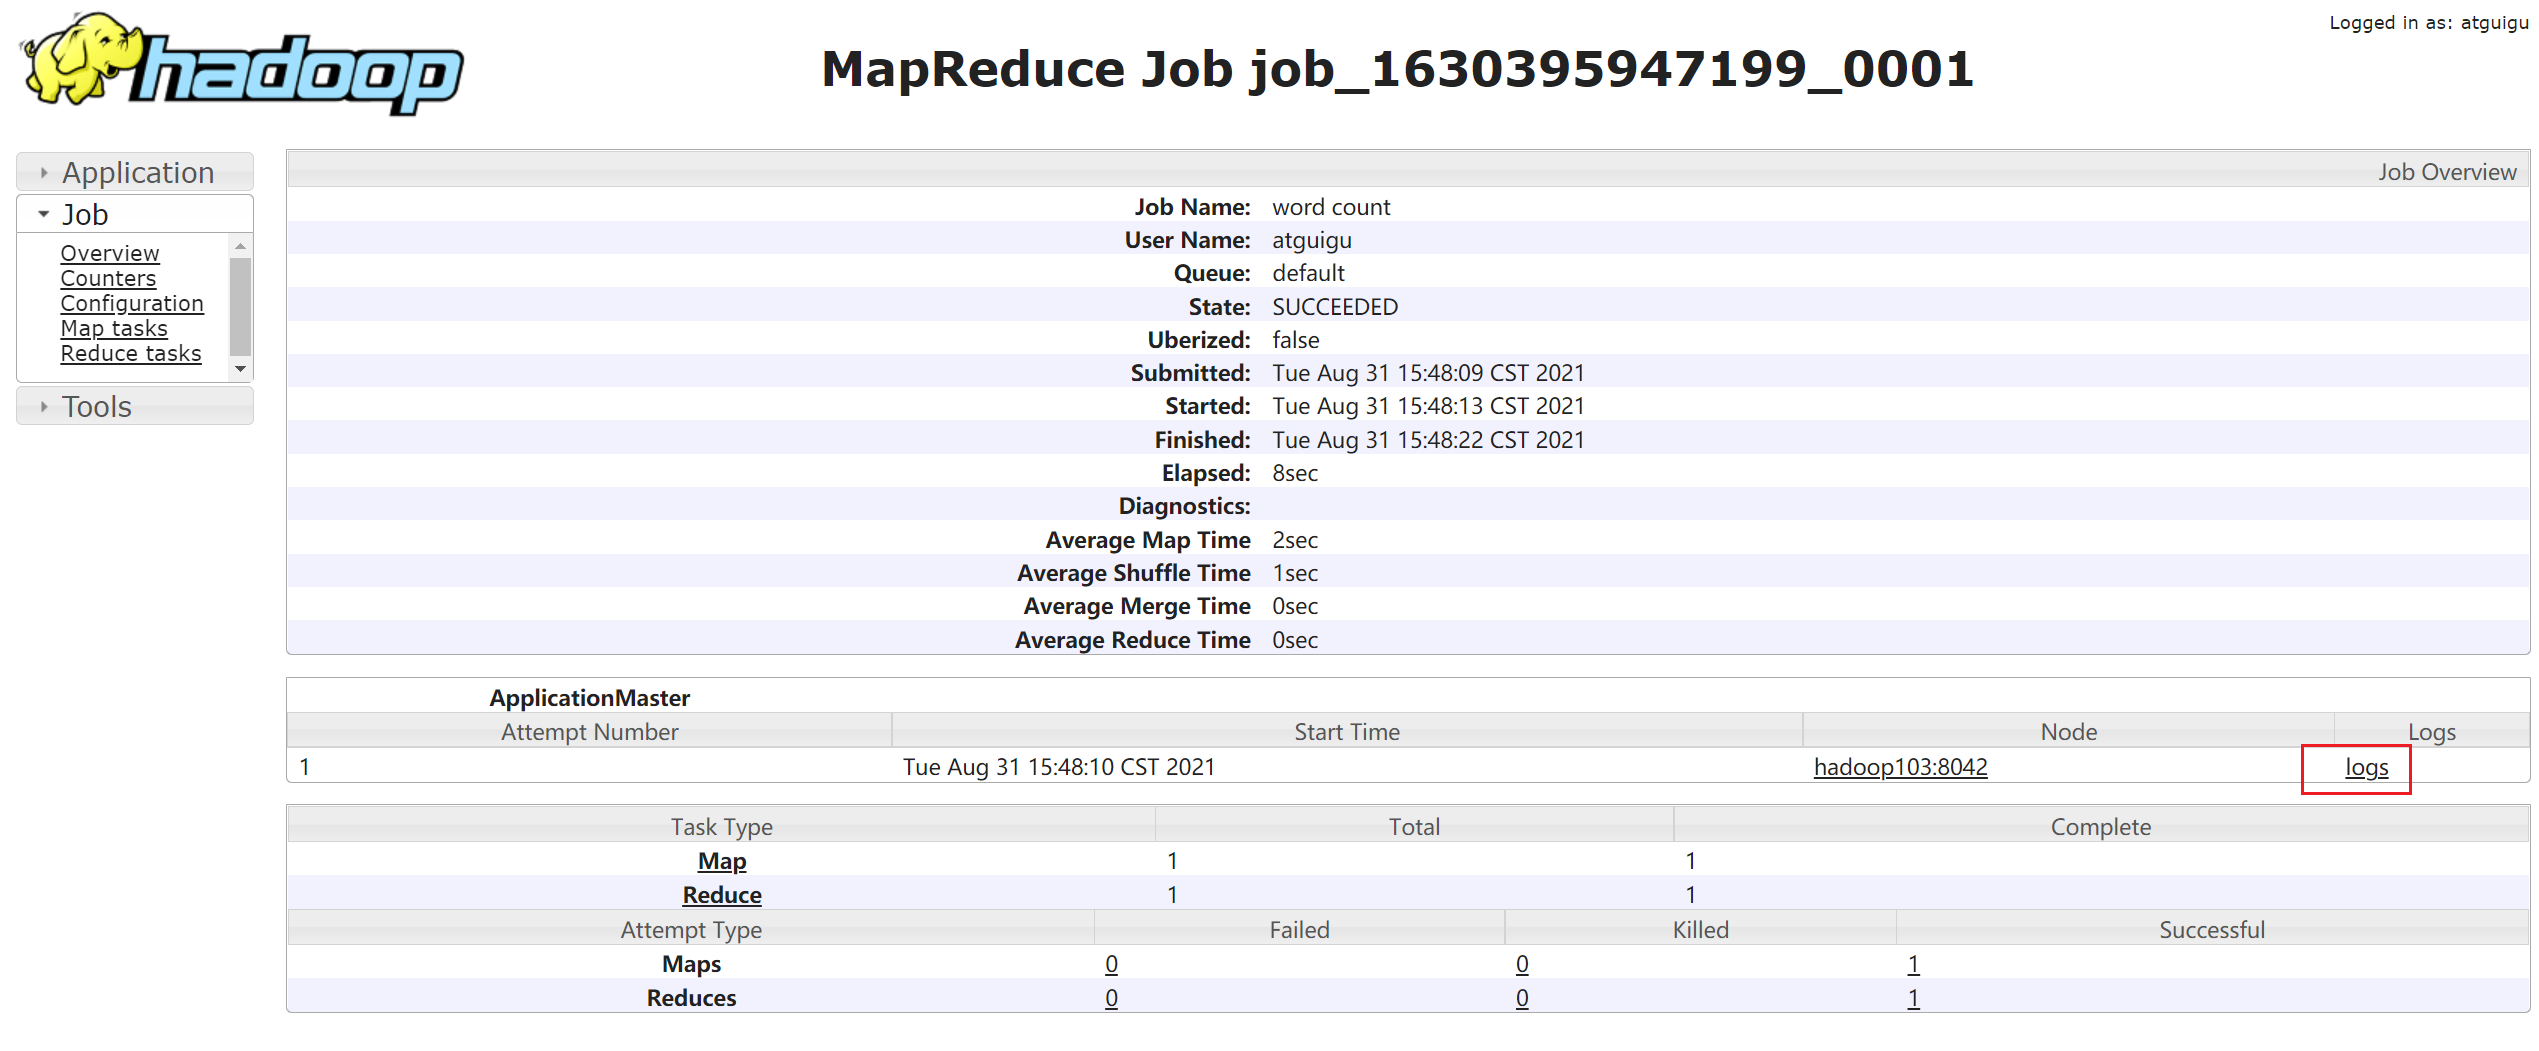 hadoop
Logged in as: atguigu
MapReduce Job job_1630395947199_0001
Application
Job
Overview
Counters
Configuration
Map tasks
Reduce tasks
Tools
Job Overview
Job Name: word count
User Name: atguigu
Queue: default
State: SUCCEEDED
Uberized: false
Submitted: Tue Aug 31 15:48:09 CST 2021
Started: Tue Aug 31 15:48:13 CST 2021
Finished: Tue Aug 31 15:48:22 CST 2021
Elapsed: 8sec
Diagnostics:
Average Map Time 2sec
Average Shuffle Time 1sec
Average Merge Time 0sec
Average Reduce Time 0sec
ApplicationMaster
Attempt Number Start Time Node Logs
1 Tue Aug 31 15:48:10 CST 2021 hadoop103:8042 logs
Task Type Total Complete
Map 1 1
Reduce 1 1
Attempt Type Failed Killed Successful
Maps 0 0 1
Reduces 0 0 1